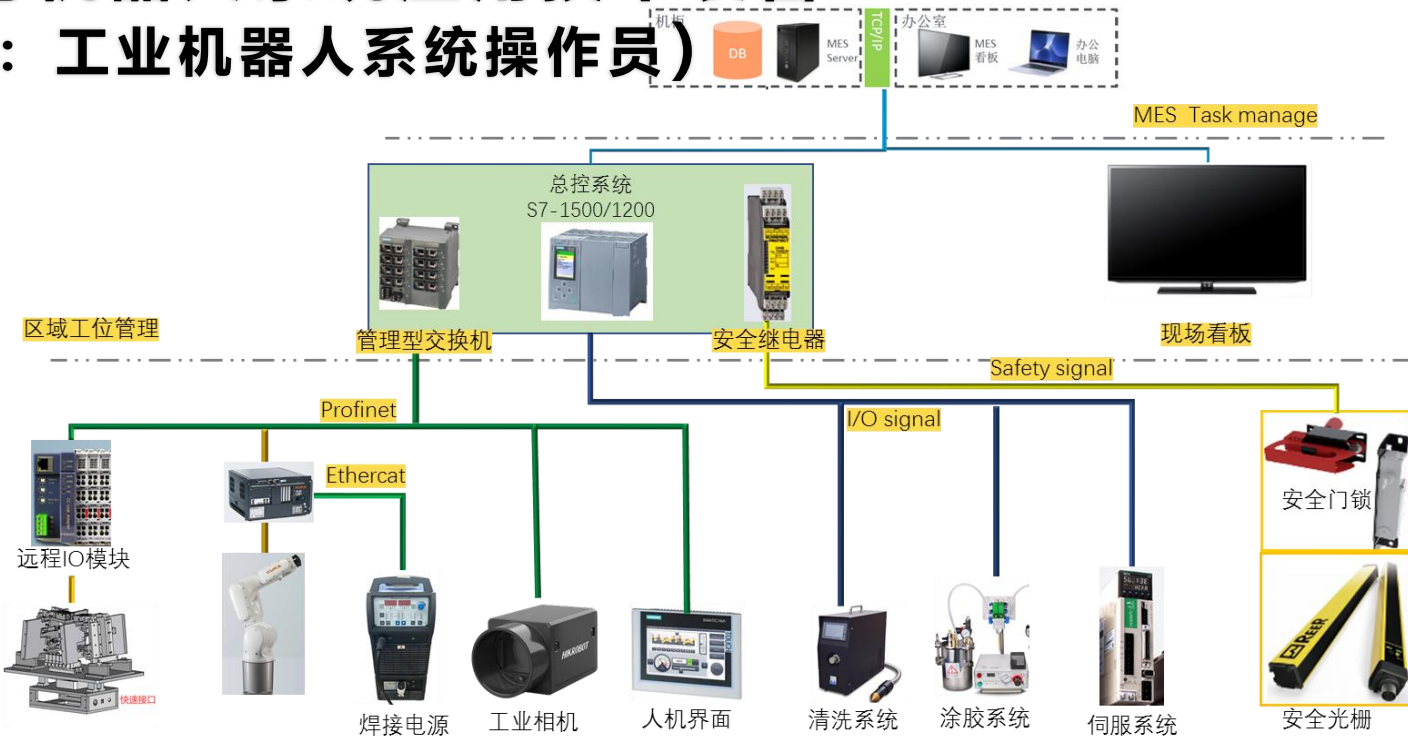 ：工业机器人系统操作员）
机柜
DB
MES
Server
TCP/IP
办公室
MES
看板
办公
电脑
MES Task manage
总控系统
S7-1500/1200
区域工位管理
管理型交换机
安全继电器
现场看板
Safety signal
Profinet
I/O signal
Ethercat
远程IO模块
安全门锁
快速接口
HIKROBOT
SIMATIC HMI
REER
焊接电源
工业相机
人机界面
清洗系统
涂胶系统
伺服系统
安全光栅